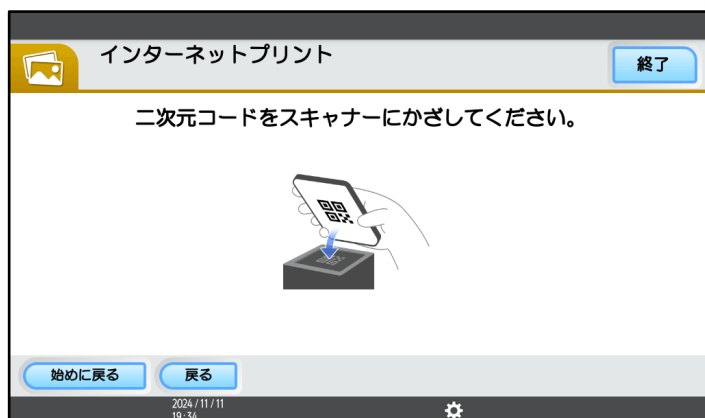 インターネットプリント
終了
二次元コードをスキャナーにかざしてください。
始めに戻る
戻る
2024/11/11
19:34